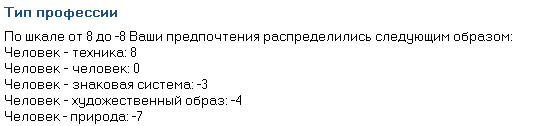 Тип профессии
По шкале от 8 до -8 Ваши предпочтения распределились следующим образом:
Человек - техника: 8
Человек - человек: 0
Человек - знаковая система: -3
Человек - художественный образ: -4
Человек - природа: -7